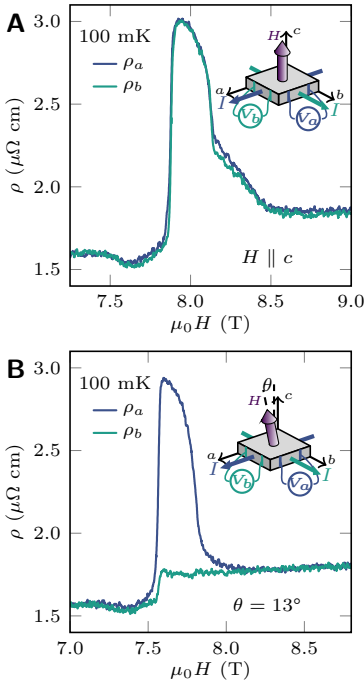 A
100 mK
ρa
ρb
H
c
a
b
I
I
Vb
Va
3.0
2.5
2.0
1.5
ρ (μΩ cm)
H ∥ c
7.5
8.0
8.5
9.0
μ0H (T)
B
100 mK
ρa
ρb
θ
H
c
a
b
I
I
Vb
Va
3.0
2.5
2.0
1.5
ρ (μΩ cm)
θ = 13°
7.0
7.5
8.0
8.5
μ0H (T)